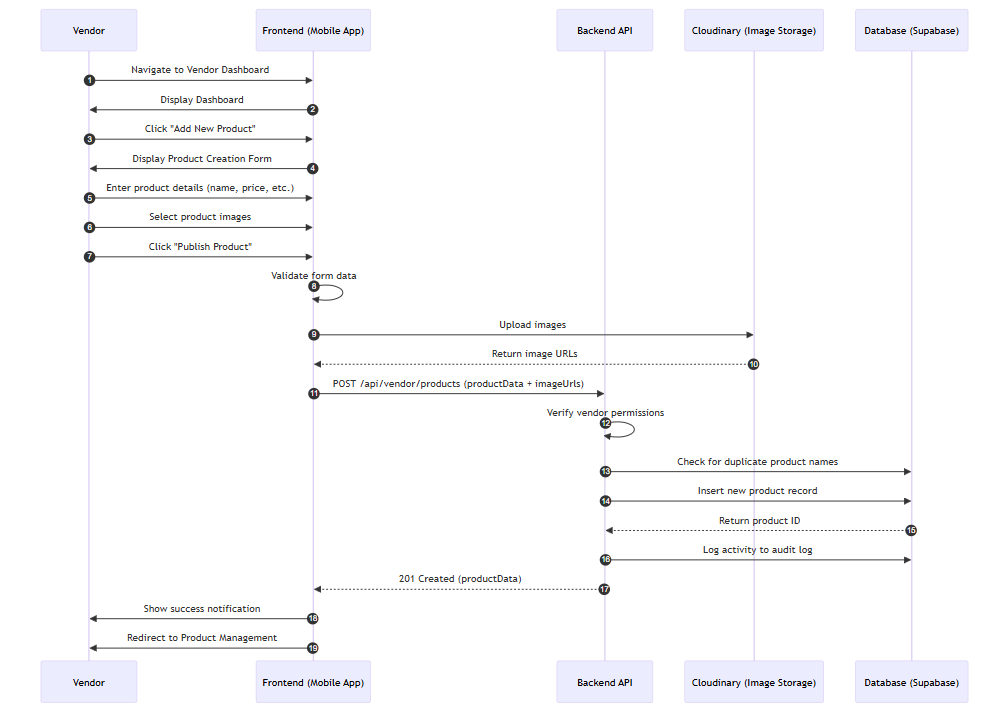 Vendor
Frontend (Mobile App)
Backend API
Cloudinary (Image Storage)
Database (Supabase)
Navigate to Vendor Dashboard
1
Display Dashboard
2
Click "Add New Product"
3
Display Product Creation Form
4
Enter product details (name, price, etc.)
5
Select product images
6
Click "Publish Product"
7
Validate form data
8
Upload images
9
Return image URLs
10
POST /api/vendor/products (productData + imageUrls)
11
Verify vendor permissions
12
Check for duplicate product names
13
Insert new product record
14
Return product ID
15
Log activity to audit log
16
201 Created (productData)
17
Show success notification
18
Redirect to Product Management
19
Vendor
Frontend (Mobile App)
Backend API
Cloudinary (Image Storage)
Database (Supabase)